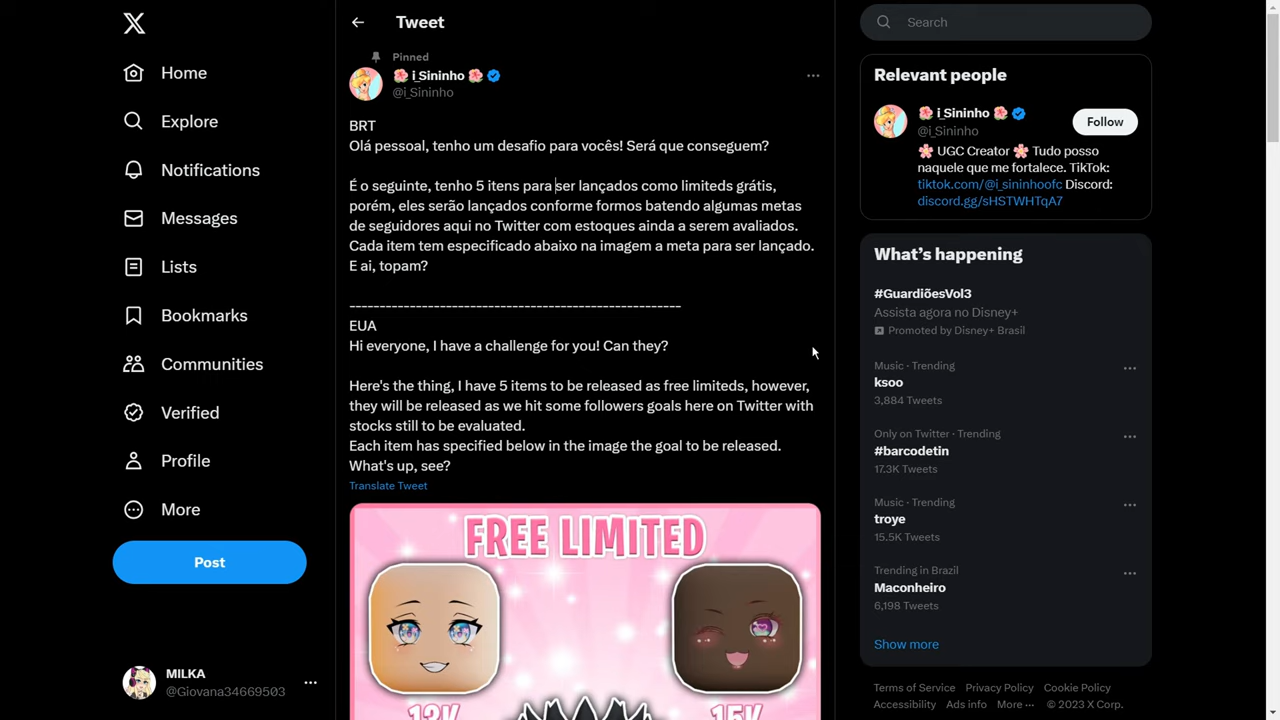 Tweet
Search
Home
Explore
Notifications
Messages
Lists
Bookmarks
Communities
Verified
Profile
More
Post
MILKA
@Giovana34669503
Pinned
🌸 i_Sininho 🌸
@i_Sininho
BRT
Olá pessoal, tenho um desafio para vocês! Será que conseguem?
É o seguinte, tenho 5 itens para ser lançados como limiteds grátis,
porém, eles serão lançados conforme formos batendo algumas metas
de seguidores aqui no Twitter com estoques ainda a serem avaliados.
Cada item tem especificado abaixo na imagem a meta para ser lançado.
E ai, topam?
---------------------------------------------------------
EUA
Hi everyone, I have a challenge for you! Can they?
Here's the thing, I have 5 items to be released as free limiteds, however,
they will be released as we hit some followers goals here on Twitter with
stocks still to be evaluated.
Each item has specified below in the image the goal to be released.
What's up, see?
Translate Tweet
FREE LIMITED
13K
15K
Relevant people
🌸 i_Sininho 🌸
@i_Sininho
Follow
🌸 UGC Creator 🌸 Tudo posso
naquele que me fortalece. TikTok:
tiktok.com/@i_sininhoofc Discord:
discord.gg/sHSTWHTqA7
What's happening
#GuardiõesVol3
Assista agora no Disney+
Promoted by Disney+ Brasil
Music · Trending
ksoo
3,884 Tweets
Only on Twitter · Trending
#barcodetin
17.3K Tweets
Music · Trending
troye
15.5K Tweets
Trending in Brazil
Maconheiro
6,198 Tweets
Show more
Terms of Service Privacy Policy Cookie Policy
Accessibility Ads info More ··· © 2023 X Corp.